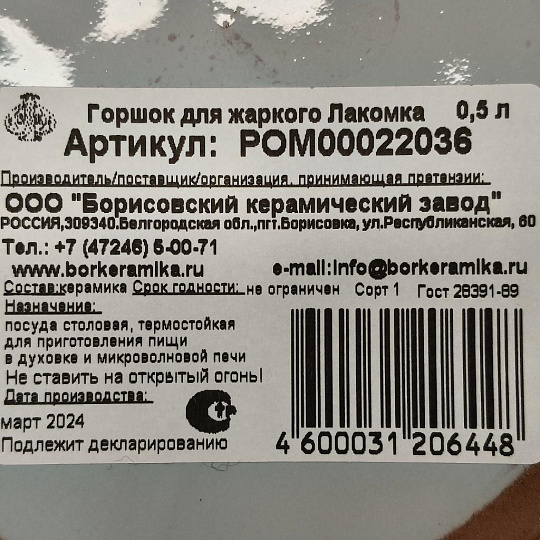 Горшок для жаркого Лакомка 0,5 л
Артикул: РОМ00022036
Производитель/поставщик/организация, принимающая претензии:
ООО "Борисовский керамический завод"
РОССИЯ,309340.Белгородская обл.,пгт.Борисовка, ул.Республиканская, 60
Тел.: +7 (47246) 5-00-71
www.borkeramika.ru e-mail:info@borkeramika.ru
Состав:керамика Срок годности: не ограничен Сорт 1 Гост 28391-89
Назначение:
посуда столовая, термостойкая
для приготовления пищи
в духовке и микроволновой печи
Не ставить на открытый огонь!
Дата производства:
март 2024
Подлежит декларированию
4 600031 206448